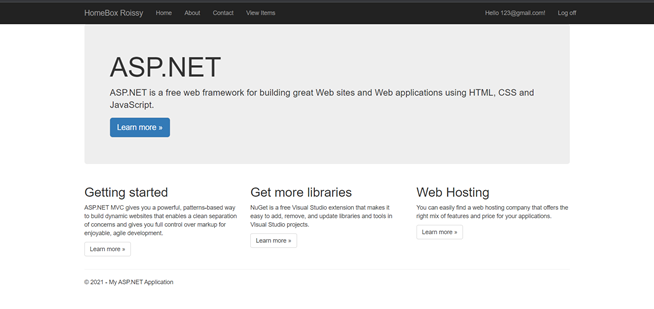 HomeBox Roissy Home About Contact View Items Hello 123@gmail.com! Log off
ASP.NET
ASP.NET is a free web framework for building great Web sites and Web applications using HTML, CSS and
JavaScript.
Learn more »
Getting started
ASP.NET MVC gives you a powerful, patterns-based way
to build dynamic websites that enables a clean separation
of concerns and gives you full control over markup for
enjoyable, agile development.
Learn more »
Get more libraries
NuGet is a free Visual Studio extension that makes it
easy to add, remove, and update libraries and tools in
Visual Studio projects.
Learn more »
Web Hosting
You can easily find a web hosting company that offers the
right mix of features and price for your applications.
Learn more »
© 2021 - My ASP.NET Application